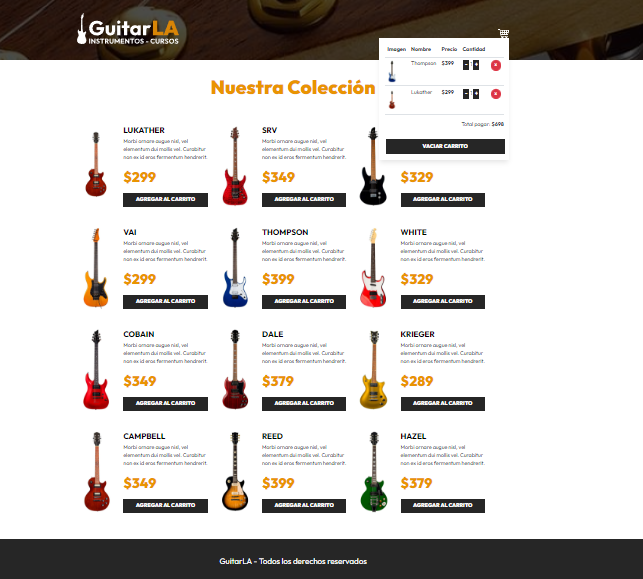 GuitarLA
INSTRUMENTOS - CURSOS
Imagen Nombre Precio Cantidad
Thompson $399 - +
x
Lukather $299 - +
x
Total pagar: $698
VACIAR CARRITO
Nuestra Colección
LUKATHER
Morbi ornare augue nisl, vel
elementum dui mollis vel. Curabitur
non ex id eros fermentum hendrerit.
$299
AGREGAR AL CARRITO
SRV
Morbi ornare augue nisl, vel
elementum dui mollis vel. Curabitur
non ex id eros fermentum hendrerit.
$349
AGREGAR AL CARRITO
$329
AGREGAR AL CARRITO
VAI
Morbi ornare augue nisl, vel
elementum dui mollis vel. Curabitur
non ex id eros fermentum hendrerit.
$299
AGREGAR AL CARRITO
THOMPSON
Morbi ornare augue nisl, vel
elementum dui mollis vel. Curabitur
non ex id eros fermentum hendrerit.
$399
AGREGAR AL CARRITO
WHITE
Morbi ornare augue nisl, vel
elementum dui mollis vel. Curabitur
non ex id eros fermentum hendrerit.
$329
AGREGAR AL CARRITO
COBAIN
Morbi ornare augue nisl, vel
elementum dui mollis vel. Curabitur
non ex id eros fermentum hendrerit.
$349
AGREGAR AL CARRITO
DALE
Morbi ornare augue nisl, vel
elementum dui mollis vel. Curabitur
non ex id eros fermentum hendrerit.
$379
AGREGAR AL CARRITO
KRIEGER
Morbi ornare augue nisl, vel
elementum dui mollis vel. Curabitur
non ex id eros fermentum hendrerit.
$289
AGREGAR AL CARRITO
CAMPBELL
Morbi ornare augue nisl, vel
elementum dui mollis vel. Curabitur
non ex id eros fermentum hendrerit.
$349
AGREGAR AL CARRITO
REED
Morbi ornare augue nisl, vel
elementum dui mollis vel. Curabitur
non ex id eros fermentum hendrerit.
$399
AGREGAR AL CARRITO
HAZEL
Morbi ornare augue nisl, vel
elementum dui mollis vel. Curabitur
non ex id eros fermentum hendrerit.
$379
AGREGAR AL CARRITO
GuitarLA - Todos los derechos reservados